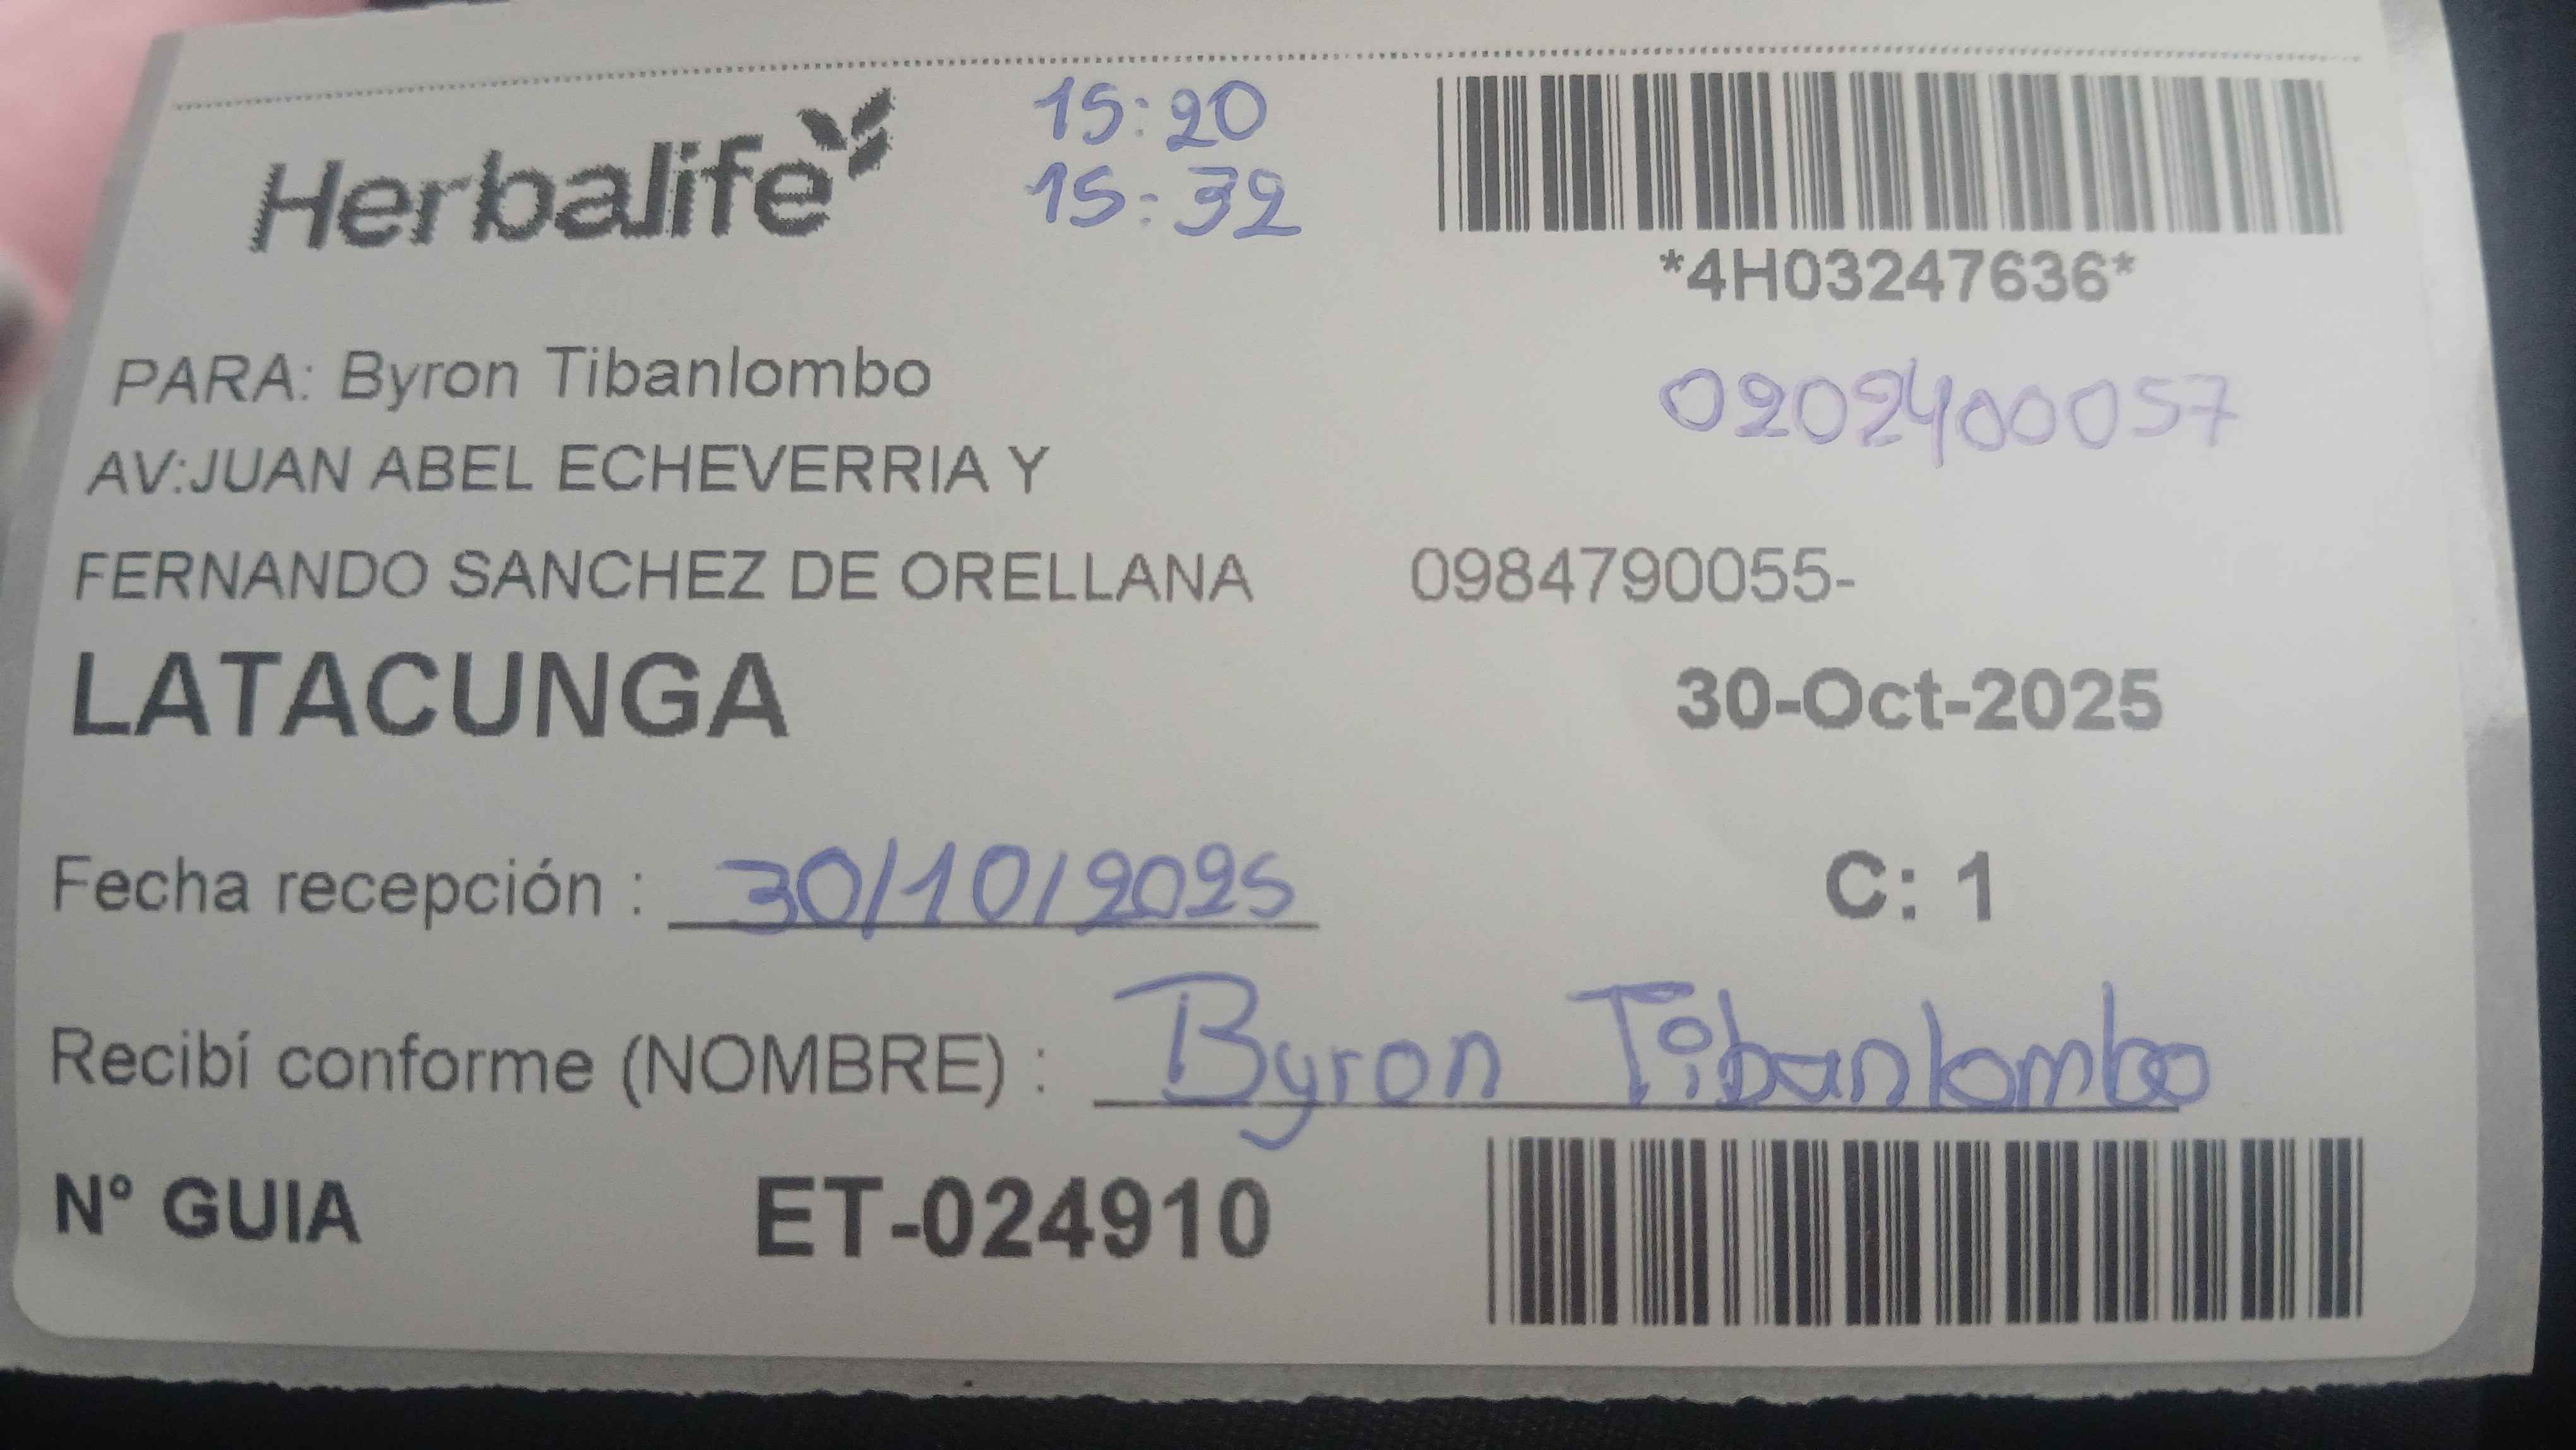 Herbalife
15:20
15:32
*4H03247636*
PARA: Byron Tibanlombo
0202400057
AV:JUAN ABEL ECHEVERRIA Y
FERNANDO SANCHEZ DE ORELLANA 0984790055-
LATACUNGA 30-Oct-2025
Fecha recepción : 30/10/2025 C: 1
Recibí conforme (NOMBRE) : Byron Tibanlombo
N° GUIA ET-024910